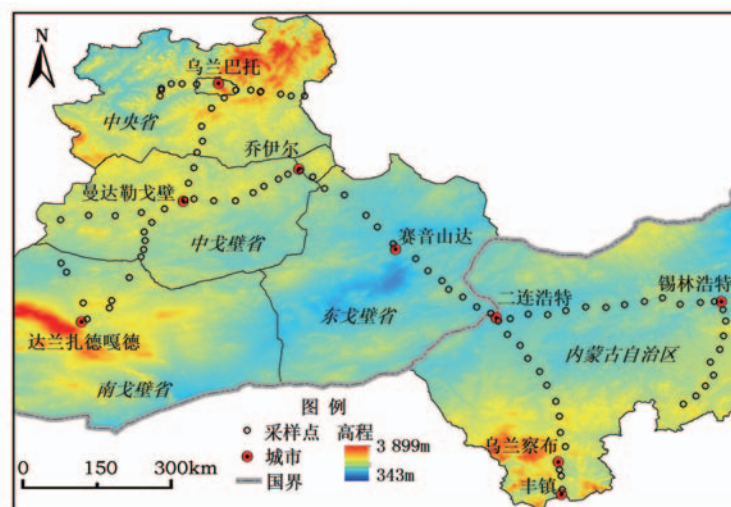 N
乌兰巴托
中央省
乔伊尔
曼达勒戈壁
中戈壁省
赛音山达
二连浩特
锡林浩特
东戈壁省
达兰扎德嘎德
内蒙古自治区
南戈壁省
图 例
采样点 高程
城市
3 899m
343m
国界
0 150 300km
乌兰察布
丰镇